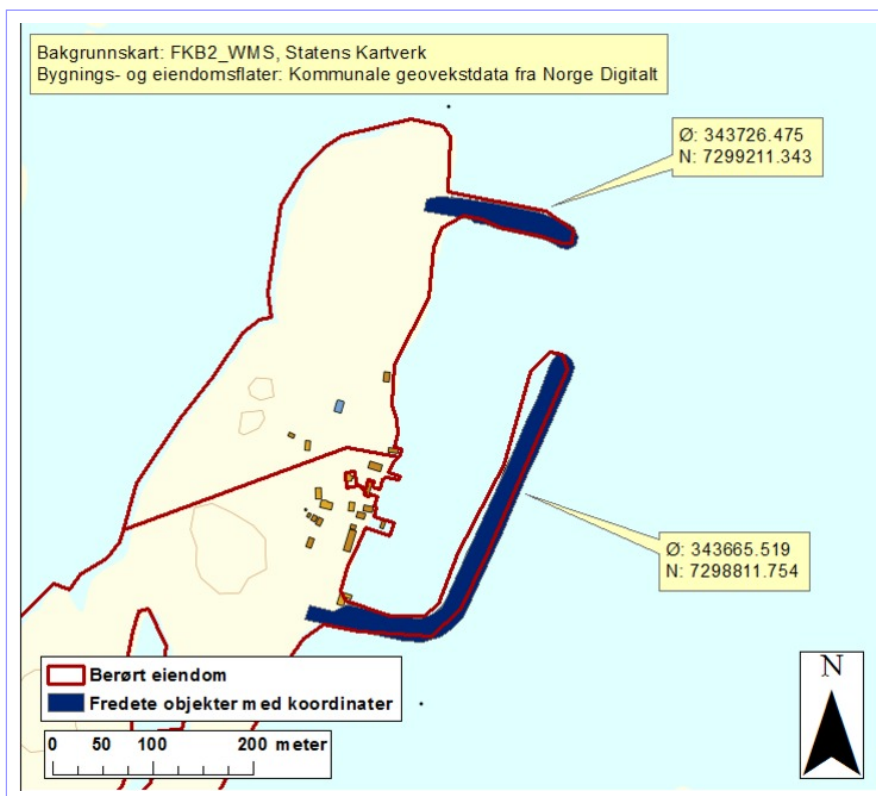 Bakgrunnskart: FKB2_WMS, Statens Kartverk
Bygnings- og eiendomsflater: Kommunale geovekstdata fra Norge Digitalt
Ø: 343726.475
N: 7299211.343
Ø: 343665.519
N: 7298811.754
Berørt eiendom
Fredete objekter med koordinater
0 50 100 200 meter
N